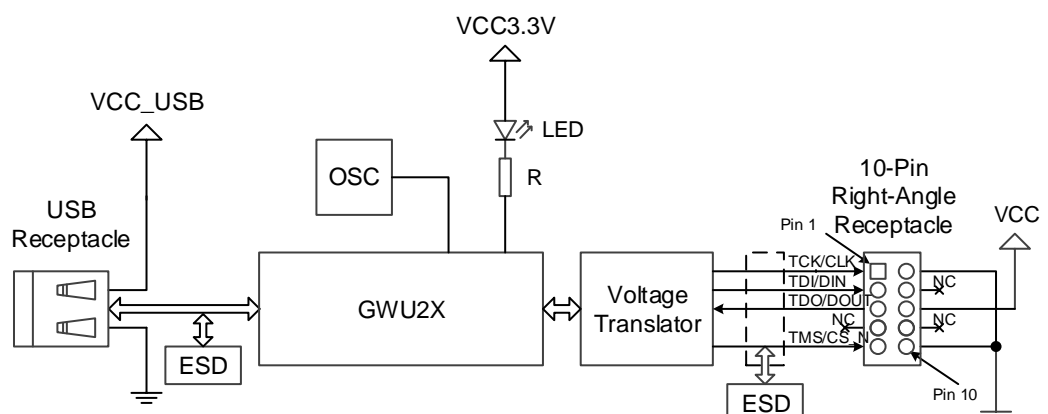 VCC3.3V
VCC_USB
LED
OSC
R
10-Pin
Right-Angle
Receptacle
USB
Receptacle
Pin 1
VCC
TCK/CLK
TDI/DIN
NC
GWU2X
Voltage
Translator
TDO/DOUT
NC
NC
TMS/CS_N
ESD
Pin 10
ESD